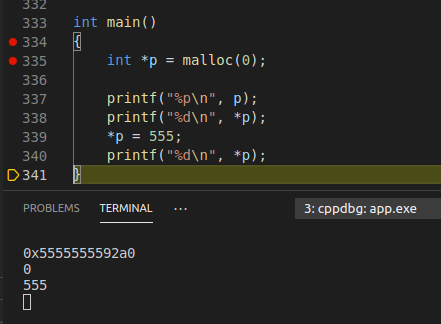 332
333 int main()
334 {
335 int *p = malloc(0);
336
337 printf("%p\n", p);
338 printf("%d\n", *p);
339 *p = 555;
340 printf("%d\n", *p);
341 }
PROBLEMS TERMINAL ... 3: cppdbg: app.exe
0x5555555592a0
0
555